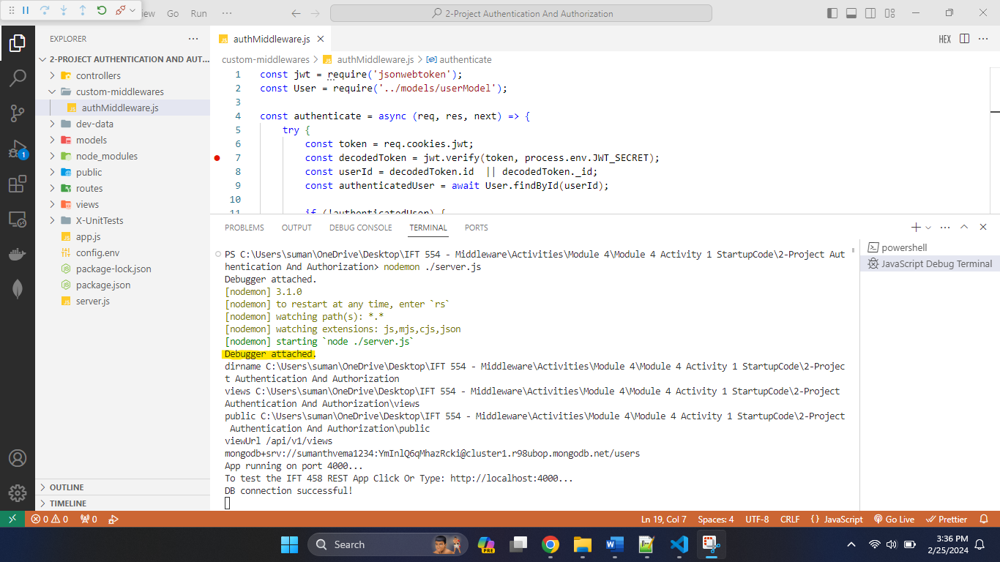 iew Go Run ···
2-Project Authentication And Authorization
EXPLORER ···
2-PROJECT AUTHENTICATION AND AUT...
controllers
custom-middlewares
authMiddleware.js
dev-data
models
node_modules
public
routes
views
X-UnitTests
app.js
config.env
package-lock.json
package.json
server.js
OUTLINE
TIMELINE
1
authMiddleware.js
HEX
custom-middlewares > authMiddleware.js > authenticate
1 const jwt = require('jsonwebtoken');
2 const User = require('../models/userModel');
3
4 const authenticate = async (req, res, next) => {
5 try {
6 const token = req.cookies.jwt;
7 const decodedToken = jwt.verify(token, process.env.JWT_SECRET);
8 const userId = decodedToken.id || decodedToken._id;
9 const authenticatedUser = await User.findById(userId);
10
11 if (!authenticatedUser) {
PROBLEMS OUTPUT DEBUG CONSOLE TERMINAL PORTS
PS C:\Users\suman\OneDrive\Desktop\IFT 554 - Middleware\Activities\Module 4\Module 4 Activity 1 StartupCode\2-Project Aut
hentication And Authorization> nodemon ./server.js
Debugger attached.
[nodemon] 3.1.0
[nodemon] to restart at any time, enter `rs`
[nodemon] watching path(s): *.*
[nodemon] watching extensions: js,mjs,cjs,json
[nodemon] starting `node ./server.js`
Debugger attached.
dirname C:\Users\suman\OneDrive\Desktop\IFT 554 - Middleware\Activities\Module 4\Module 4 Activity 1 StartupCode\2-Projec
t Authentication And Authorization
views C:\Users\suman\OneDrive\Desktop\IFT 554 - Middleware\Activities\Module 4\Module 4 Activity 1 StartupCode\2-Project
Authentication And Authorization\views
public C:\Users\suman\OneDrive\Desktop\IFT 554 - Middleware\Activities\Module 4\Module 4 Activity 1 StartupCode\2-Project
Authentication And Authorization\public
viewUrl /api/v1/views
mongodb+srv://sumanthvema1234:YmInlQ6qMhazRcki@cluster1.r98ubop.mongodb.net/users
App running on port 4000...
To test the IFT 458 REST App Click Or Type: http://localhost:4000...
DB connection successful!
powershell
JavaScript Debug Terminal
0 0 0
Ln 19, Col 7 Spaces: 4 UTF-8 CRLF {} JavaScript Go Live Prettier
Search
PRE
3:36 PM
2/25/2024